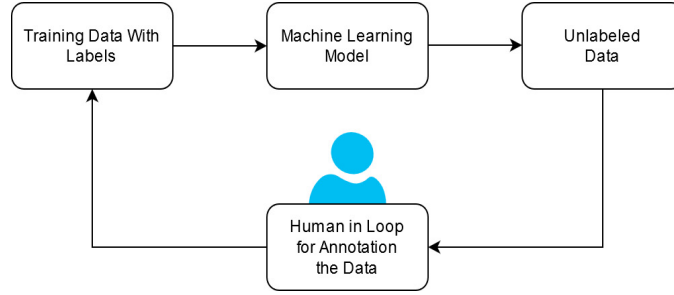 Training Data With
Labels
Machine Learning
Model
Unlabeled
Data
Human in Loop
for Annotation
the Data